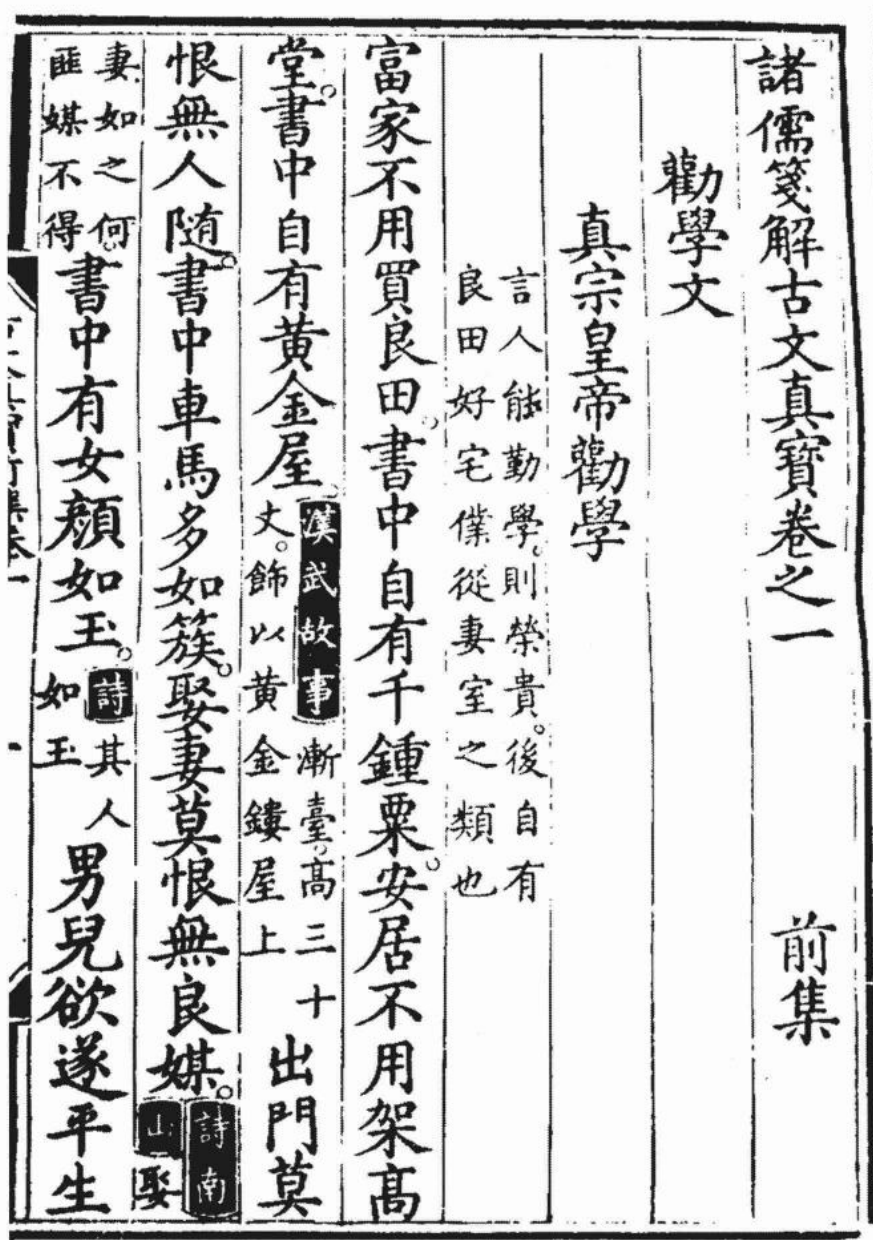 諸儒箋解古文真寶卷之一 前集
勸學文
真宗皇帝勸學
言人能勤學。則榮貴。後自有
良田好宅僕從妻室之類也
富家不用買良田。書中自有千鍾粟。安居不用架高
堂。書中自有黄金屋。
漢武故事漸臺。高三十
丈。飾以黄金鏤屋上
出門莫
恨無人随。書中車馬多如簇。娶妻莫恨無良媒。
詩南
山娶
妻如之何。
匪媒不得
書中有女顔如玉。
詩其人
如玉
男兒欲遂平生